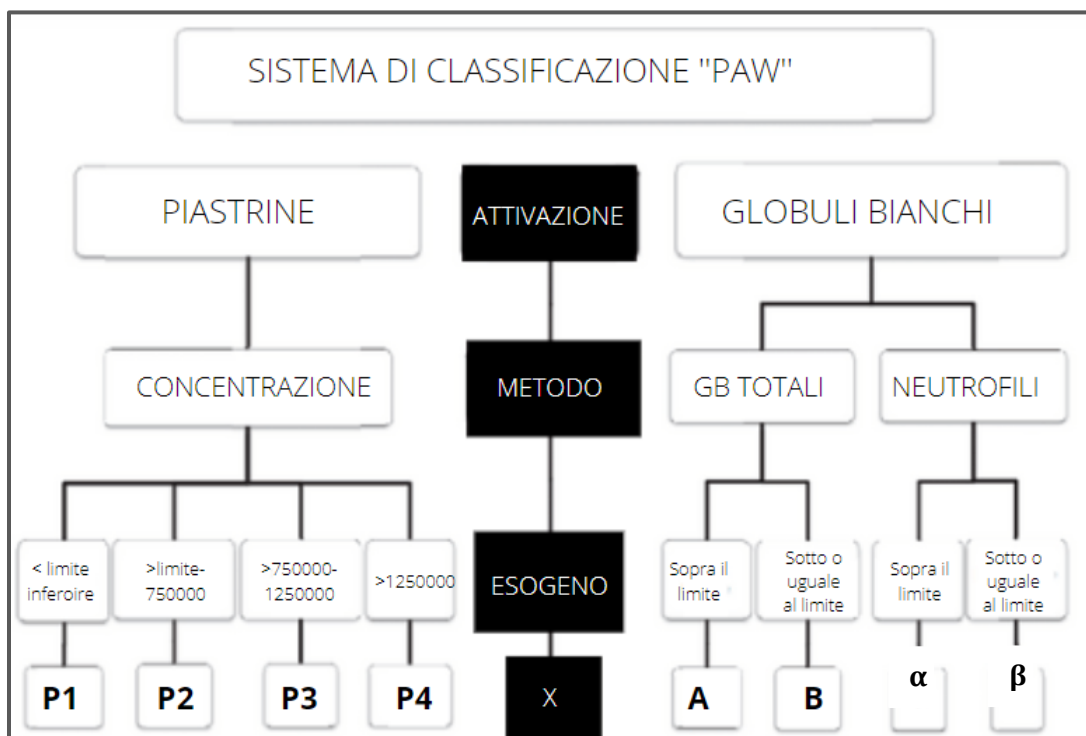 SISTEMA DI CLASSIFICAZIONE "PAW"
PIASTRINE
ATTIVAZIONE
GLOBULI BIANCHI
CONCENTRAZIONE
METODO
GB TOTALI
NEUTROFILI
< limite
inferoire
>limite-
750000
>750000-
1250000
>1250000
ESOGENO
Sopra il
limite
Sotto o
uguale
al limite
Sopra il
limite
Sotto o
uguale
al limite
P1
P2
P3
P4
X
A
B
α
β